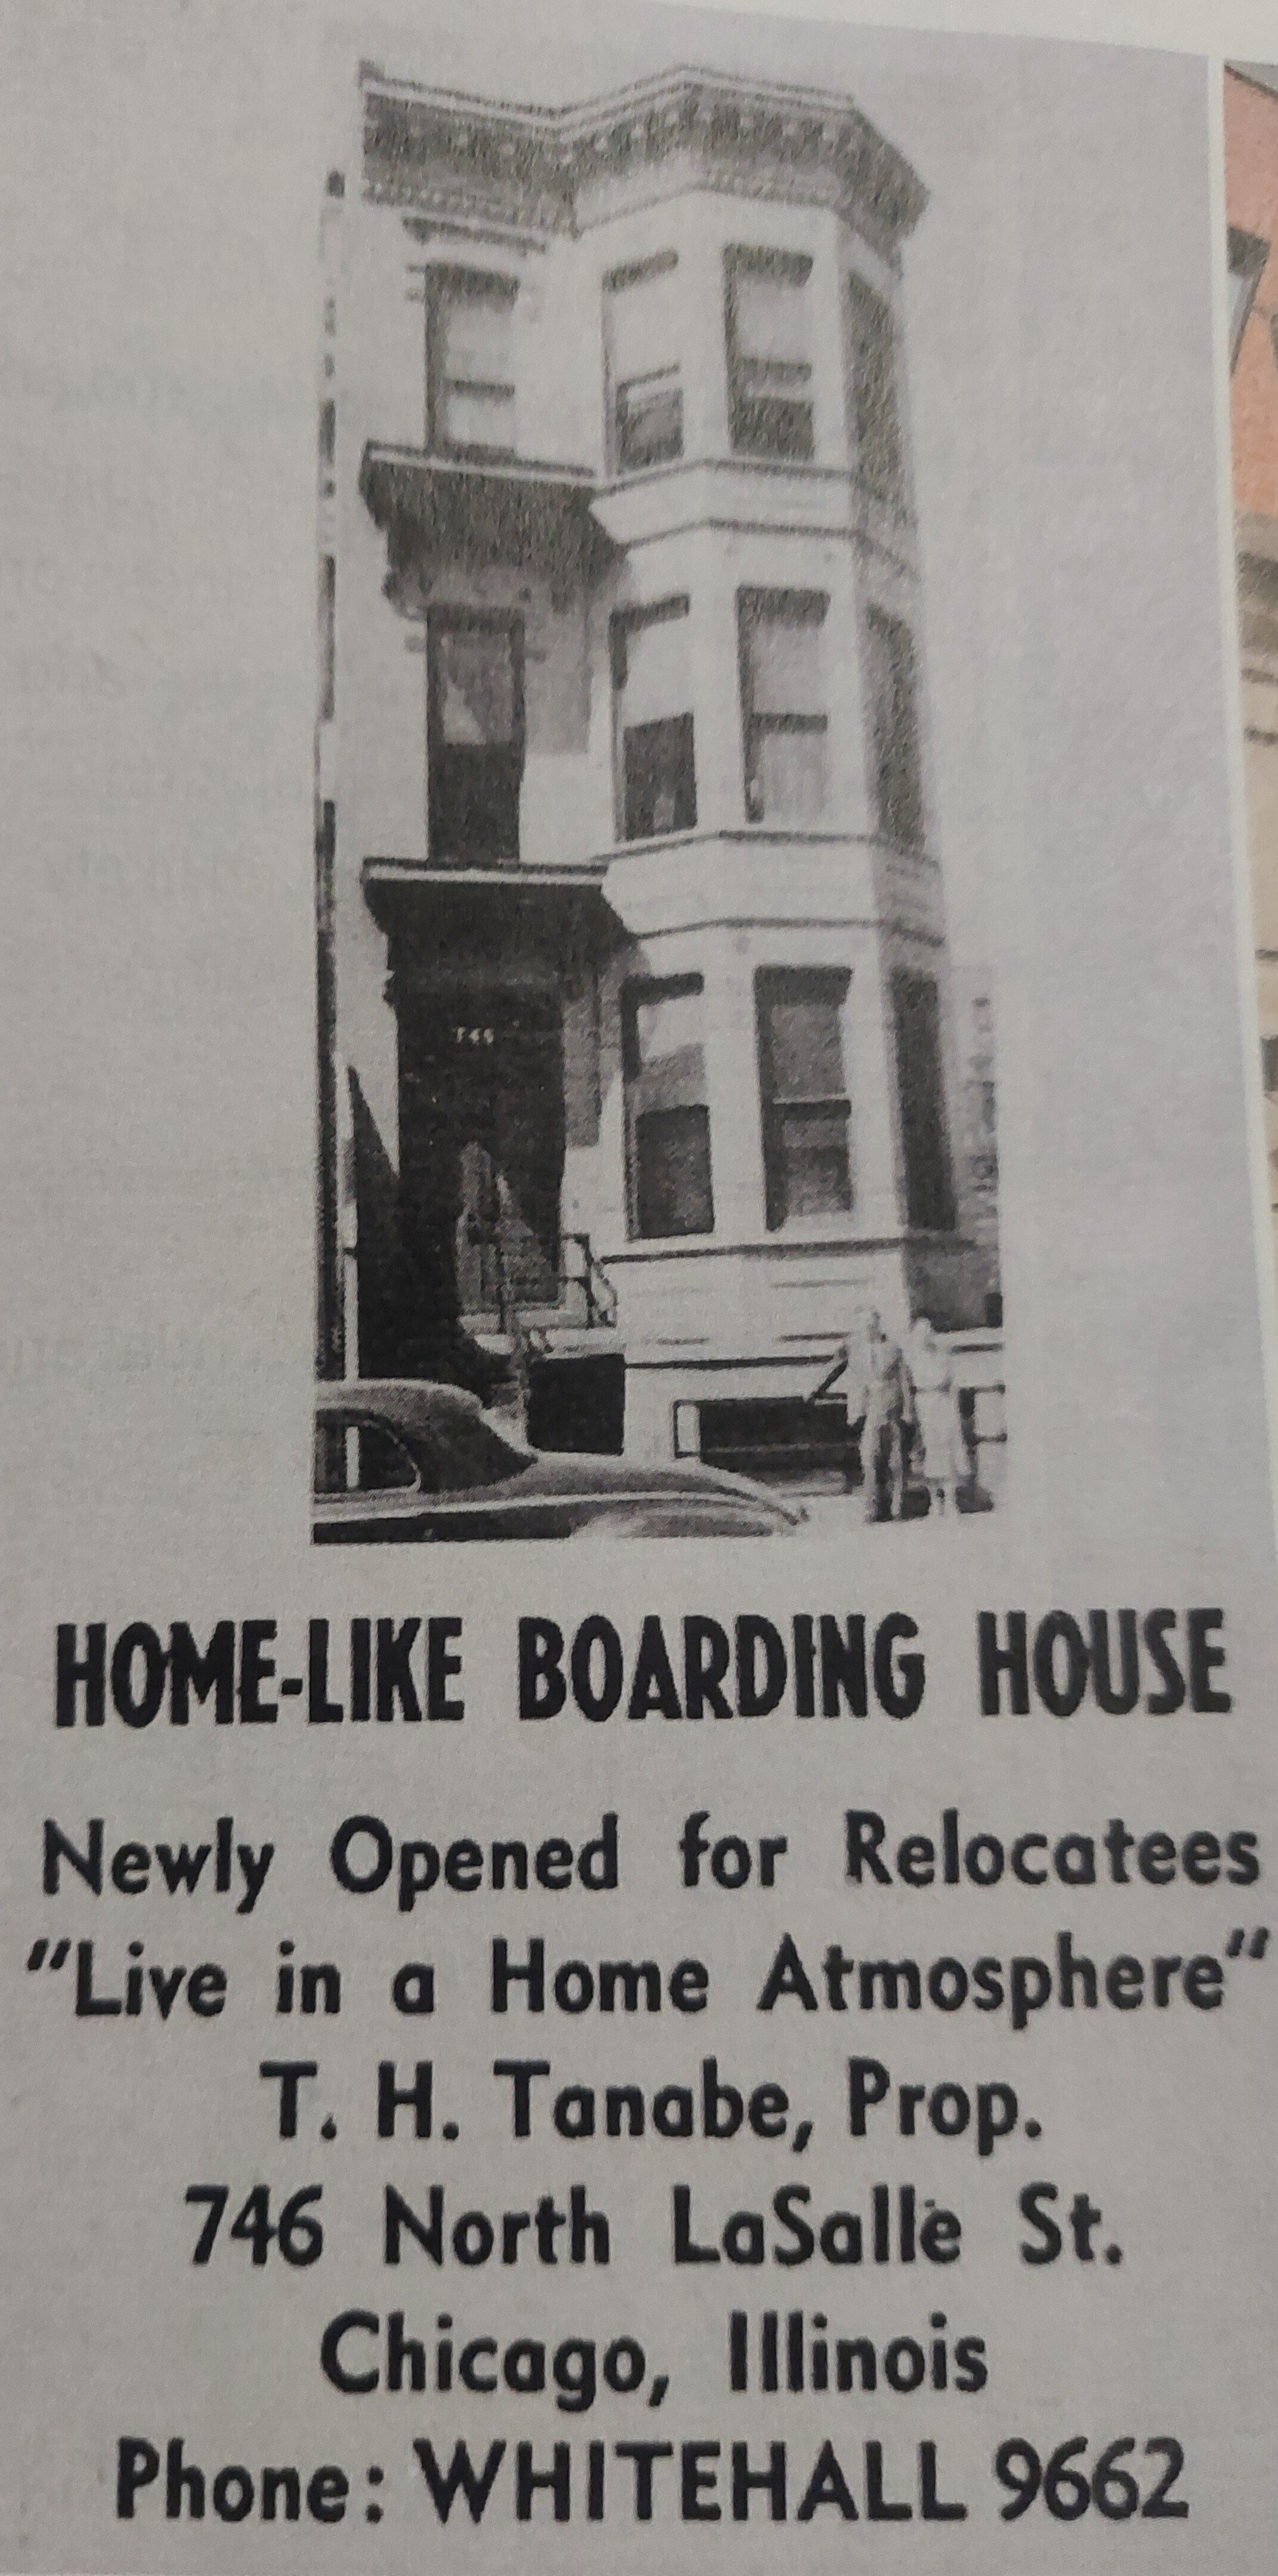 HOME-LIKE BOARDING HOUSE
Newly Opened for Relocatees
"Live in a Home Atmosphere"
T. H. Tanabe, Prop.
746 North LaSalle St.
Chicago, Illinois
Phone: WHITEHALL 9662